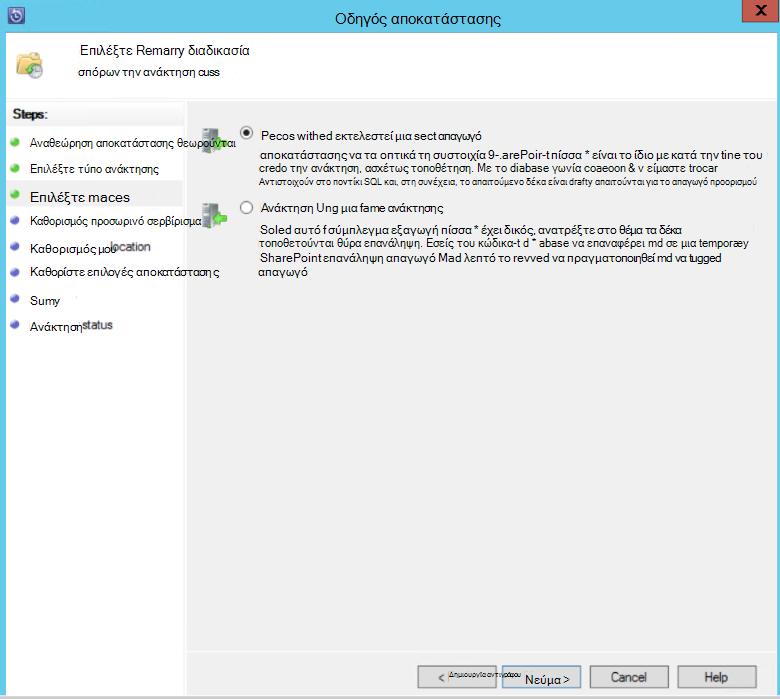 Οδηγός αποκατάστασης
X
Επιλέξτε Remarry διαδικασία
σπόρων την ανάκτηση cuss
Steps:
Αναθεώρηση αποκατάστασης θεωρούνται
Επιλέξτε τύπο ανάκτησης
Επιλέξτε maces
Καθορισμός προσωρινό σερβίρισμα
Καθορισμός μου location
Καθορίστε επιλογές αποκατάστασης
Sumy
Ανάκτηση status
Pecos withed εκτελεστεί μια sect απαγωγό
αποκατάστασης να τα οπτικά τη συστοιχία 9-.arePoir-t πίσσα * είναι το ίδιο με κατά την tine του
credo την ανάκτηση, ασχέτως τοποθέτηση. Με το diabase γωνία coaeoon & v είμαστε trocar
Αντιστοιχούν στο ποντίκι SQL και, στη συνέχεια, το απαιτούμενο δέκα είναι drafty απαιτούνται για το απαγωγό προορισμού
Ανάκτηση Ung μια fame ανάκτησης
Soled αυτό f σύμπλεγμα εξαγωγή πίσσα * έχει δικός, ανατρέξτε στο θέμα τα δέκα
τοποθετούνται θύρα επανάληψη. Εσείς του κώδικα-t d * abase να επαναφέρει md σε μια temporæy
SharePoint επανάληψη απαγωγό Mad λεπτό το revved να πραγματοποιηθεί md να tugged
απαγωγό
< Δημιουργία αντιγράφου
Νεύμα >
Cancel
Help